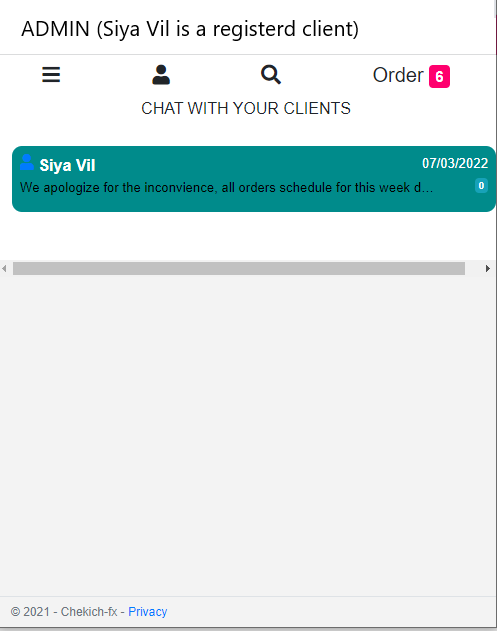 ADMIN (Siya Vil is a registerd client)
Order 6
CHAT WITH YOUR CLIENTS
Siya Vil 07/03/2022
We apologize for the inconvience, all orders schedule for this week d... 0
© 2021 - Chekich-fx - Privacy